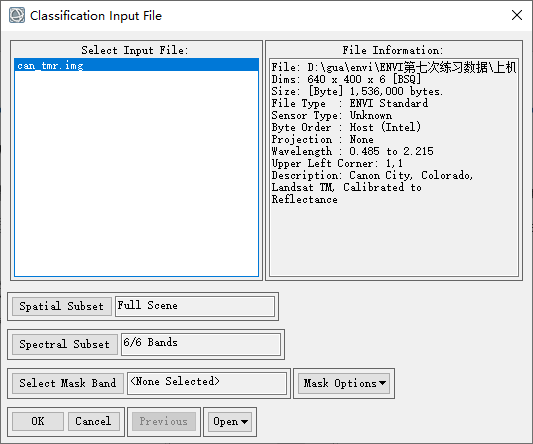 Classification Input File
Select Input File:
can_tmr.img
File Information:
File: D:\gua\envi\ENVI第七次练习数据\上机
Dims: 640 x 400 x 6 [BSQ]
Size: [Byte] 1,536,000 bytes.
File Type  : ENVI Standard
Sensor Type: Unknown
Byte Order : Host (Intel)
Projection : None
Wavelength : 0.485 to 2.215
Upper Left Corner: 1,1
Description: Canon City, Colorado,
Landsat TM, Calibrated to
Reflectance
Spatial Subset Full Scene
Spectral Subset 6/6 Bands
Select Mask Band <None Selected> Mask Options
OK Cancel Previous Open